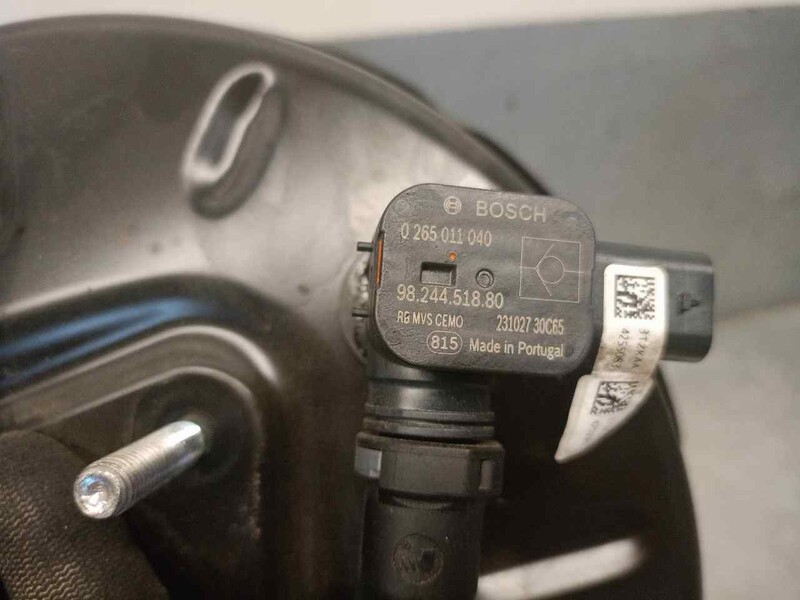 BOSCH
0 265 011 040
98.244.518.80
RG MVS CEMO 231027 30C65
815 Made in Portugal